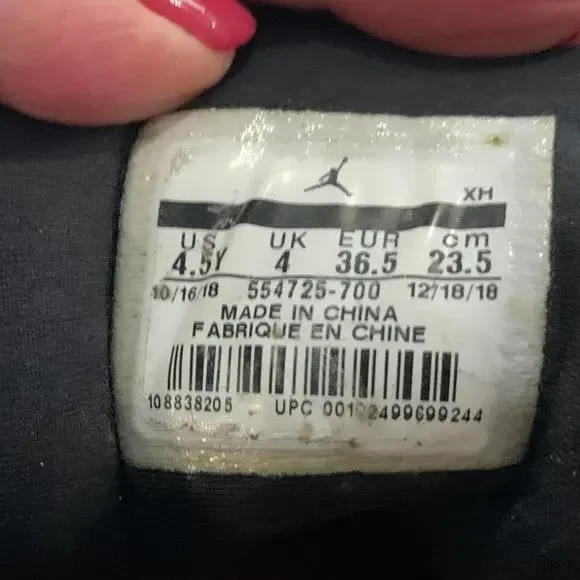 XH
US UK EUR cm
4.5Y 4 36.5 23.5
10/16/18 554725-700 12/18/18
MADE IN CHINA
FABRIQUE EN CHINE
108838205 UPC